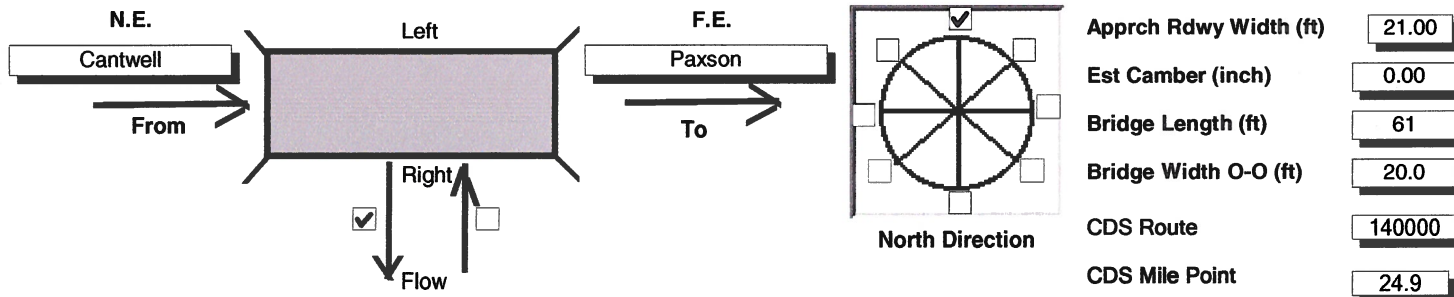 N.E.
Left
F.E.
Cantwell
Paxson
From
To
Right
Flow
North Direction
Apprch Rdwy Width (ft) 21.00
Est Camber (inch) 0.00
Bridge Length (ft) 61
Bridge Width O-O (ft) 20.0
CDS Route 140000
CDS Mile Point 24.9